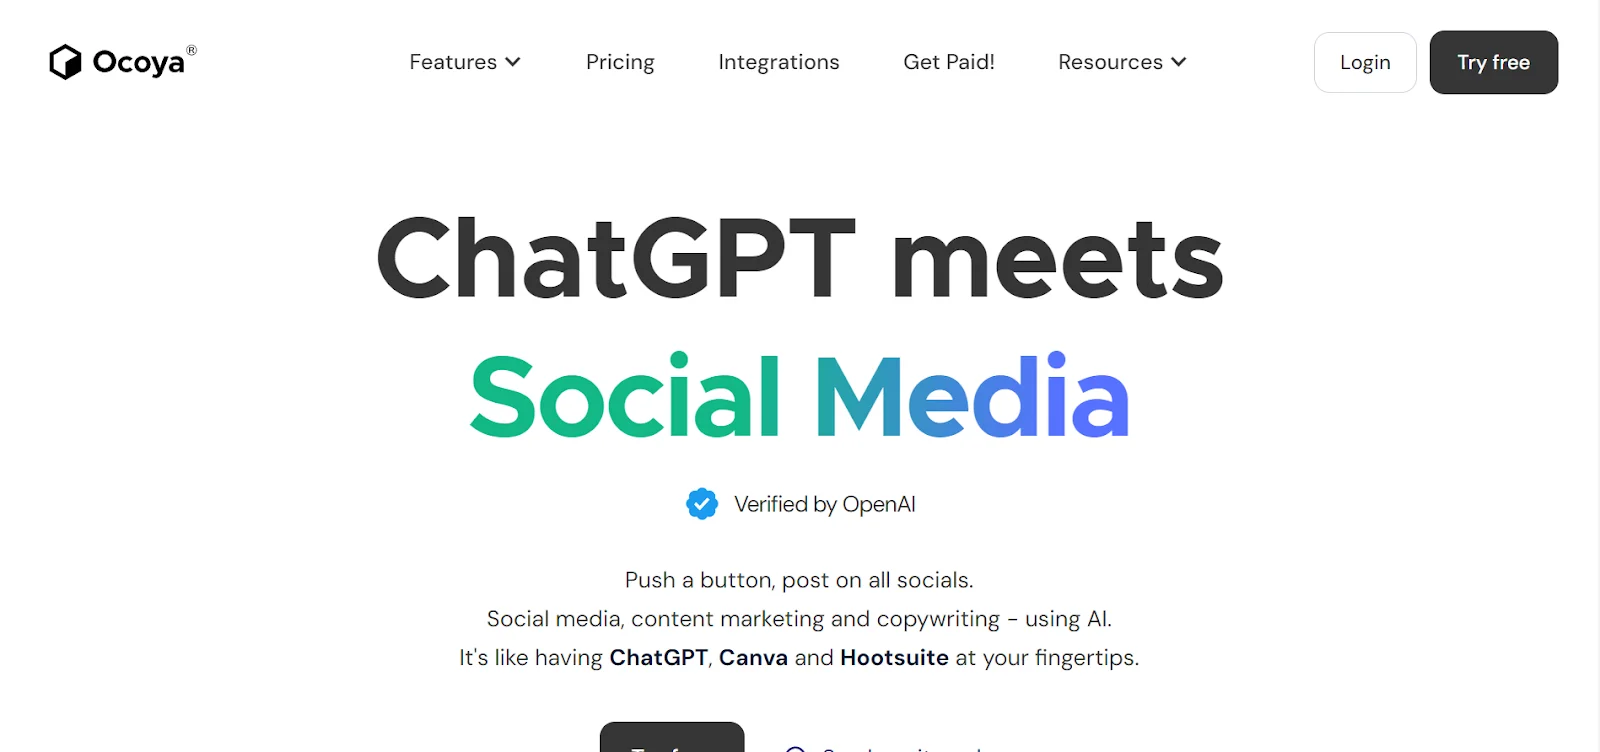 Ocoya®
Features
Pricing
Integrations
Get Paid!
Resources
Login
Try free
ChatGPT meets
Social Media
Verified by OpenAI
Push a button, post on all socials.
Social media, content marketing and copywriting - using AI.
It's like having ChatGPT, Canva and Hootsuite at your fingertips.